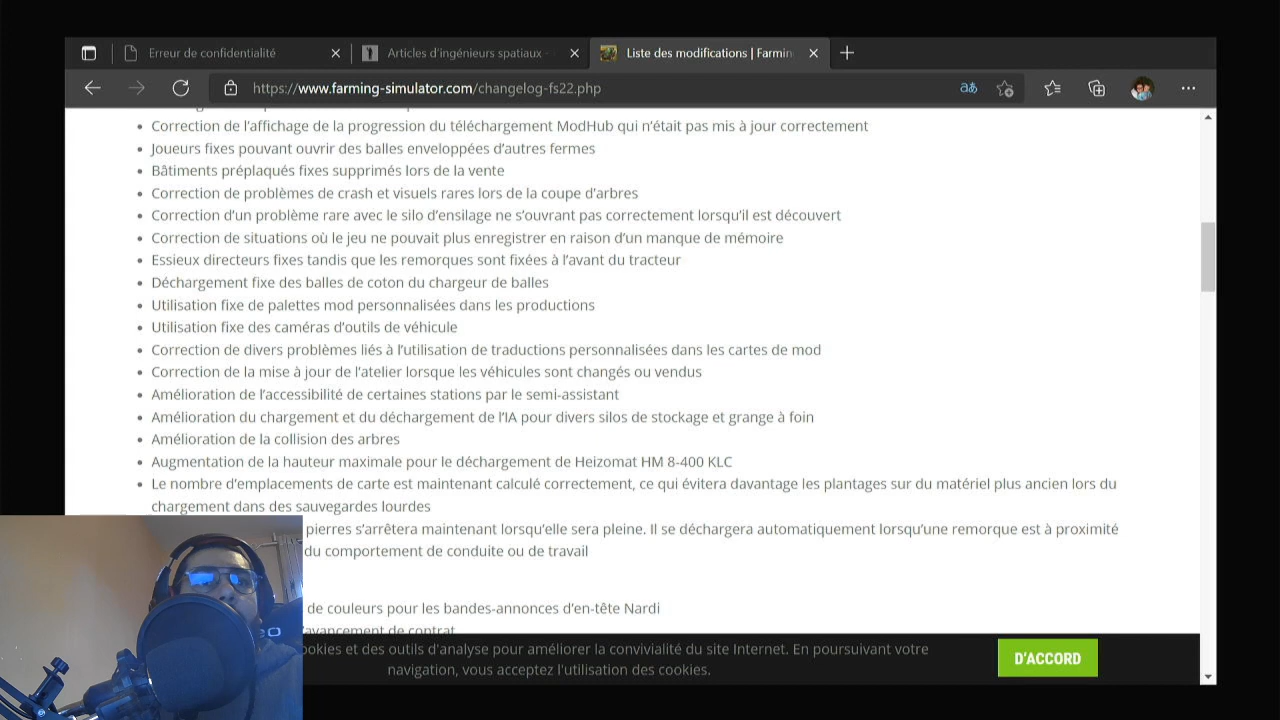 Erreur de confidentialité
Articles d'ingénieurs spatiaux -
Liste des modifications | Farmin
https://www.farming-simulator.com/changelog-fs22.php
Correction de l'affichage de la progression du téléchargement ModHub qui n'était pas mis à jour correctement
Joueurs fixes pouvant ouvrir des balles enveloppées d'autres fermes
Bâtiments préplaqués fixes supprimés lors de la vente
Correction de problèmes de crash et visuels rares lors de la coupe d'arbres
Correction d'un problème rare avec le silo d'ensilage ne s'ouvrant pas correctement lorsqu'il est découvert
Correction de situations où le jeu ne pouvait plus enregistrer en raison d'un manque de mémoire
Essieux directeurs fixes tandis que les remorques sont fixées à l'avant du tracteur
Déchargement fixe des balles de coton du chargeur de balles
Utilisation fixe de palettes mod personnalisées dans les productions
Utilisation fixe des caméras d'outils de véhicule
Correction de divers problèmes liés à l'utilisation de traductions personnalisées dans les cartes de mod
Correction de la mise à jour de l'atelier lorsque les véhicules sont changés ou vendus
Amélioration de l'accessibilité de certaines stations par le semi-assistant
Amélioration du chargement et du déchargement de l'IA pour divers silos de stockage et grange à foin
Amélioration de la collision des arbres
Augmentation de la hauteur maximale pour le déchargement de Heizomat HM 8-400 KLC
Le nombre d'emplacements de carte est maintenant calculé correctement, ce qui évitera davantage les plantages sur du matériel plus ancien lors du
chargement dans des sauvegardes lourdes
pierres s'arrêtera maintenant lorsqu'elle sera pleine. Il se déchargera automatiquement lorsqu'une remorque est à proximité
du comportement de conduite ou de travail
de couleurs pour les bandes-annonces d'en-tête Nardi
l'avancement de contrat
ookies et des outils d'analyse pour améliorer la convivialité du site Internet. En poursuivant votre
navigation, vous acceptez l'utilisation des cookies.
D'ACCORD